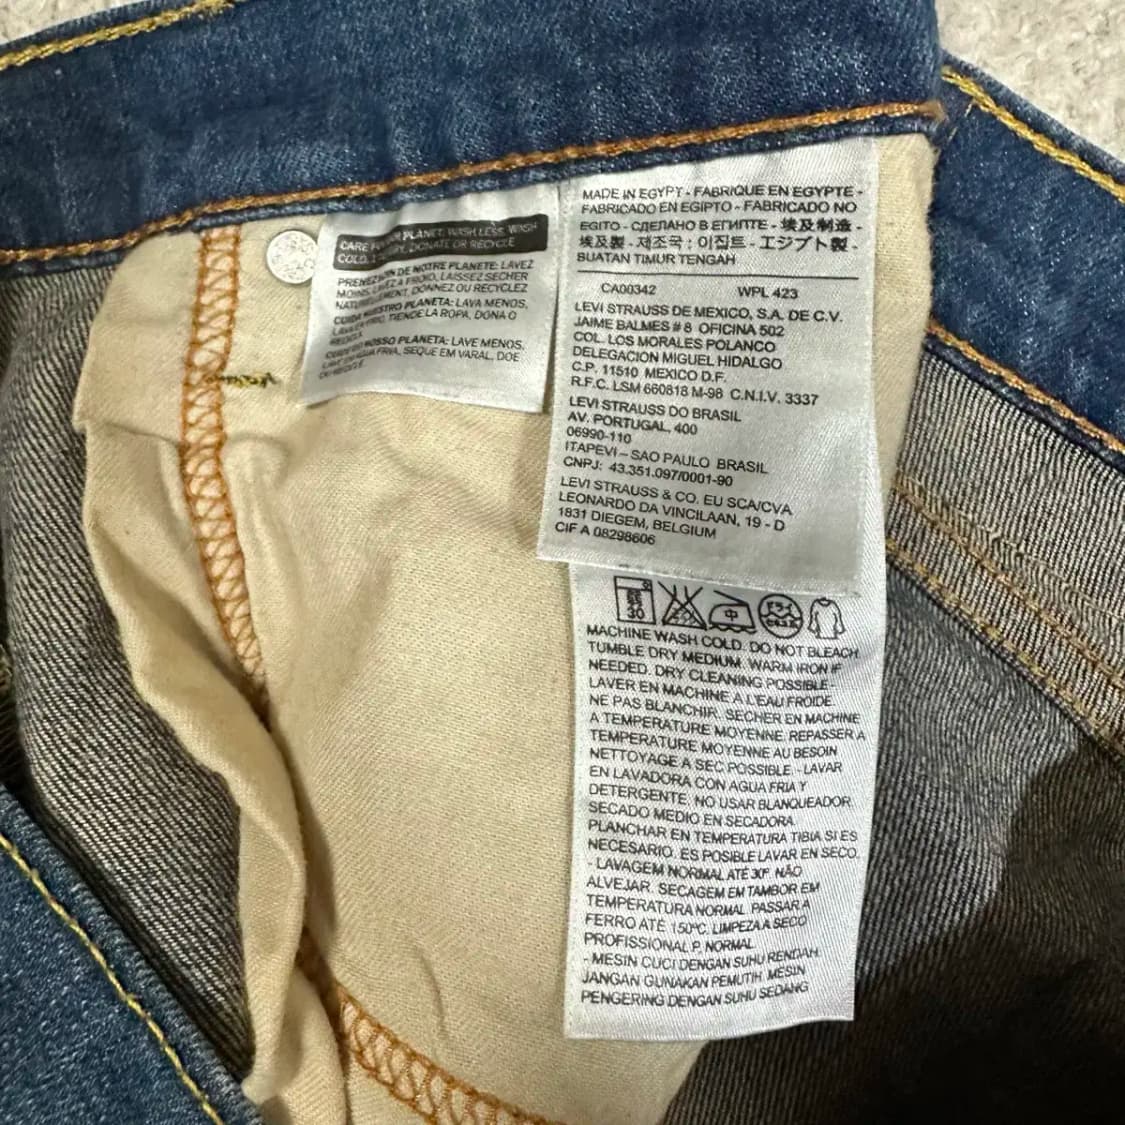 CARE FOR OUR PLANET: WASH LESS, WASH
COLD, LINE DRY, DONATE OR RECYCLE
PRENEZ SOIN DE NOTRE PLANETE: LAVEZ
MOINS, LAVEZ A FROID, LAISSEZ SECHER
NATURELLEMENT, DONNEZ OU RECYCLEZ
CUIDA NUESTRO PLANETA: LAVA MENOS,
LAVA EN FRIO, TIENDE LA ROPA, DONA O
RECICLA
CUIDE NOSSO PLANETA: LAVE MENOS,
LAVE EM AGUA FRIA, SEQUE EM VARAL, DOE
OU RECICLE
MADE IN EGYPT - FABRIQUE EN EGYPTE -
FABRICADO EN EGIPTO - FABRICADO NO
EGITO - СДЕЛАНО В ЕГИПТЕ - 埃及制造 -
埃及製 - 제조국 : 이집트 - エジプト製 -
BUATAN TIMUR TENGAH
CA00342 WPL 423
LEVI STRAUSS DE MEXICO, S.A. DE C.V.
JAIME BALMES # 8 OFICINA 502
COL. LOS MORALES POLANCO
DELEGACION MIGUEL HIDALGO
C.P. 11510 MEXICO D.F.
R.F.C. LSM 660818 M-98 C.N.I.V. 3337
LEVI STRAUSS DO BRASIL
AV. PORTUGAL, 400
06990-110
ITAPEVI – SAO PAULO BRASIL
CNPJ: 43.351.097/0001-90
LEVI STRAUSS & CO. EU SCA/CVA
LEONARDO DA VINCILAAN, 19 - D
1831 DIEGEM, BELGIUM
CIF A 08298606
30 中 ドライ
MACHINE WASH COLD. DO NOT BLEACH.
TUMBLE DRY MEDIUM. WARM IRON IF
NEEDED. DRY CLEANING POSSIBLE -
LAVER EN MACHINE A L'EAU FROIDE.
NE PAS BLANCHIR. SECHER EN MACHINE
A TEMPERATURE MOYENNE. REPASSER A
TEMPERATURE MOYENNE AU BESOIN
NETTOYAGE A SEC POSSIBLE. - LAVAR
EN LAVADORA CON AGUA FRIA Y
DETERGENTE. NO USAR BLANQUEADOR.
SECADO MEDIO EN SECADORA.
PLANCHAR EN TEMPERATURA TIBIA SI ES
NECESARIO. ES POSIBLE LAVAR EN SECO.
- LAVAGEM NORMAL ATÉ 30º. NÃO
ALVEJAR. SECAGEM EM TAMBOR EM
TEMPERATURA NORMAL. PASSAR A
FERRO ATÉ 150ºC. LIMPEZA A SECO
PROFISSIONAL P, NORMAL
- MESIN CUCI DENGAN SUHU RENDAH.
JANGAN GUNAKAN PEMUTIH. MESIN
PENGERING DENGAN SUHU SEDANG